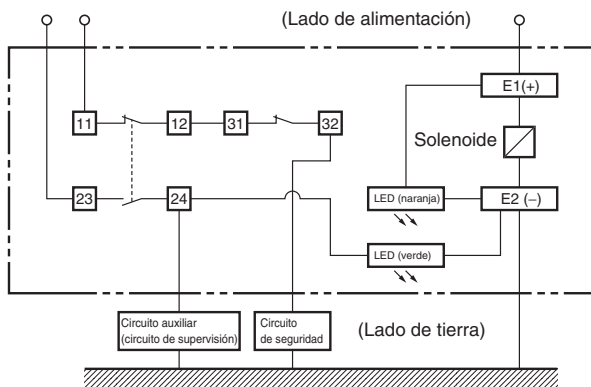 (Lado de alimentación)
E1(+)
11
12
31
32
Solenoide
23
24
LED (naranja)
E2 (–)
LED (verde)
Circuito auxiliar
(circuito de supervisión)
Circuito
de seguridad
(Lado de tierra)